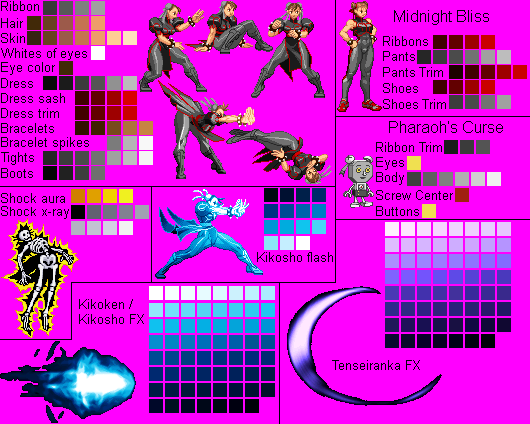 Ribbon
Hair
Skin
Whites of eyes
Eye color
Dress
Dress sash
Dress trim
Bracelets
Bracelet spikes
Tights
Boots
Midnight Bliss
Ribbons
Pants
Pants Trim
Shoes
Shoes Trim
Pharaoh's Curse
Ribbon Trim
Eyes
Body
Screw Center
Buttons
Shock aura
Shock x-ray
Kikosho flash
Kikoken /
Kikosho FX
Tenseiranka FX